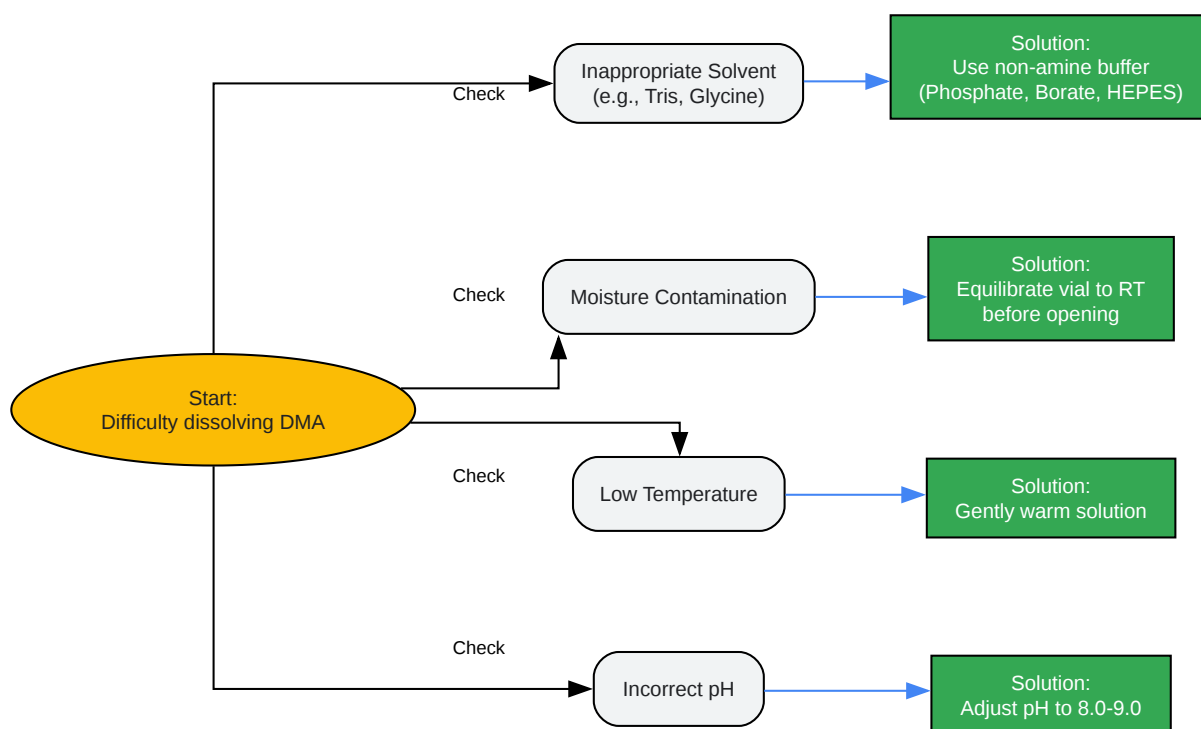 Check
Inappropriate Solvent
(e.g., Tris, Glycine)
Solution:
Use non-amine buffer
(Phosphate, Borate, HEPES)
Check
Moisture Contamination
Solution:
Equilibrate vial to RT
before opening
Start:
Difficulty dissolving DMA
Check
Low Temperature
Solution:
Gently warm solution
Check
Incorrect pH
Solution:
Adjust pH to 8.0-9.0